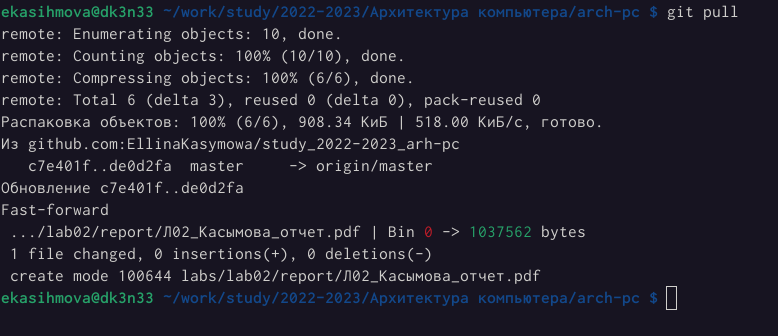 ekasihmova@dk3n33 ~/work/study/2022-2023/Архитектура компьютера/arch-pc $ git pull
remote: Enumerating objects: 10, done.
remote: Counting objects: 100% (10/10), done.
remote: Compressing objects: 100% (6/6), done.
remote: Total 6 (delta 3), reused 0 (delta 0), pack-reused 0
Распаковка объектов: 100% (6/6), 908.34 КиБ | 518.00 КиБ/с, готово.
Из github.com:EllinaKasymowa/study_2022-2023_arh-pc
   c7e401f..de0d2fa  master     -> origin/master
Обновление c7e401f..de0d2fa
Fast-forward
 .../lab02/report/Л02_Касымова_отчет.pdf | Bin 0 -> 1037562 bytes
 1 file changed, 0 insertions(+), 0 deletions(-)
 create mode 100644 labs/lab02/report/Л02_Касымова_отчет.pdf
ekasihmova@dk3n33 ~/work/study/2022-2023/Архитектура компьютера/arch-pc $